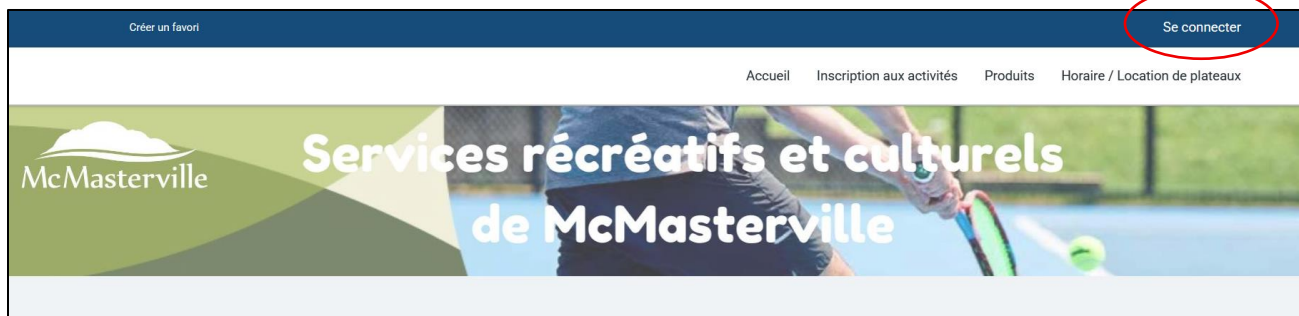 Créer un favori
Se connecter
Accueil
Inscription aux activités
Produits
Horaire / Location de plateaux
McMasterville
Services récréatifs et culturels
de McMasterville